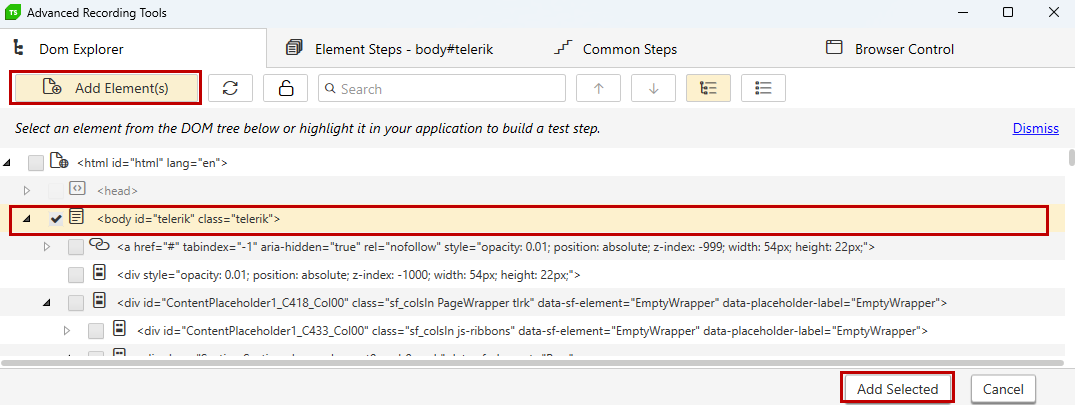 TS Advanced Recording Tools
Dom Explorer
Element Steps - body#telerik
Common Steps
Browser Control
Add Element(s)
Search
Select an element from the DOM tree below or highlight it in your application to build a test step.
Dismiss
<html id="html" lang="en">
<head>
<body id="telerik" class="telerik">
<a href="#" tabindex="-1" aria-hidden="true" rel="nofollow" style="opacity: 0.01; position: absolute; z-index: -999; width: 54px; height: 22px;">
<div style="opacity: 0.01; position: absolute; z-index: -1000; width: 54px; height: 22px;">
<div id="ContentPlaceholder1_C418_Col00" class="sf_colsIn PageWrapper tlrk" data-sf-element="EmptyWrapper" data-placeholder-label="EmptyWrapper">
<div id="ContentPlaceholder1_C433_Col00" class="sf_colsIn js-ribbons" data-sf-element="EmptyWrapper" data-placeholder-label="EmptyWrapper">
Add Selected
Cancel